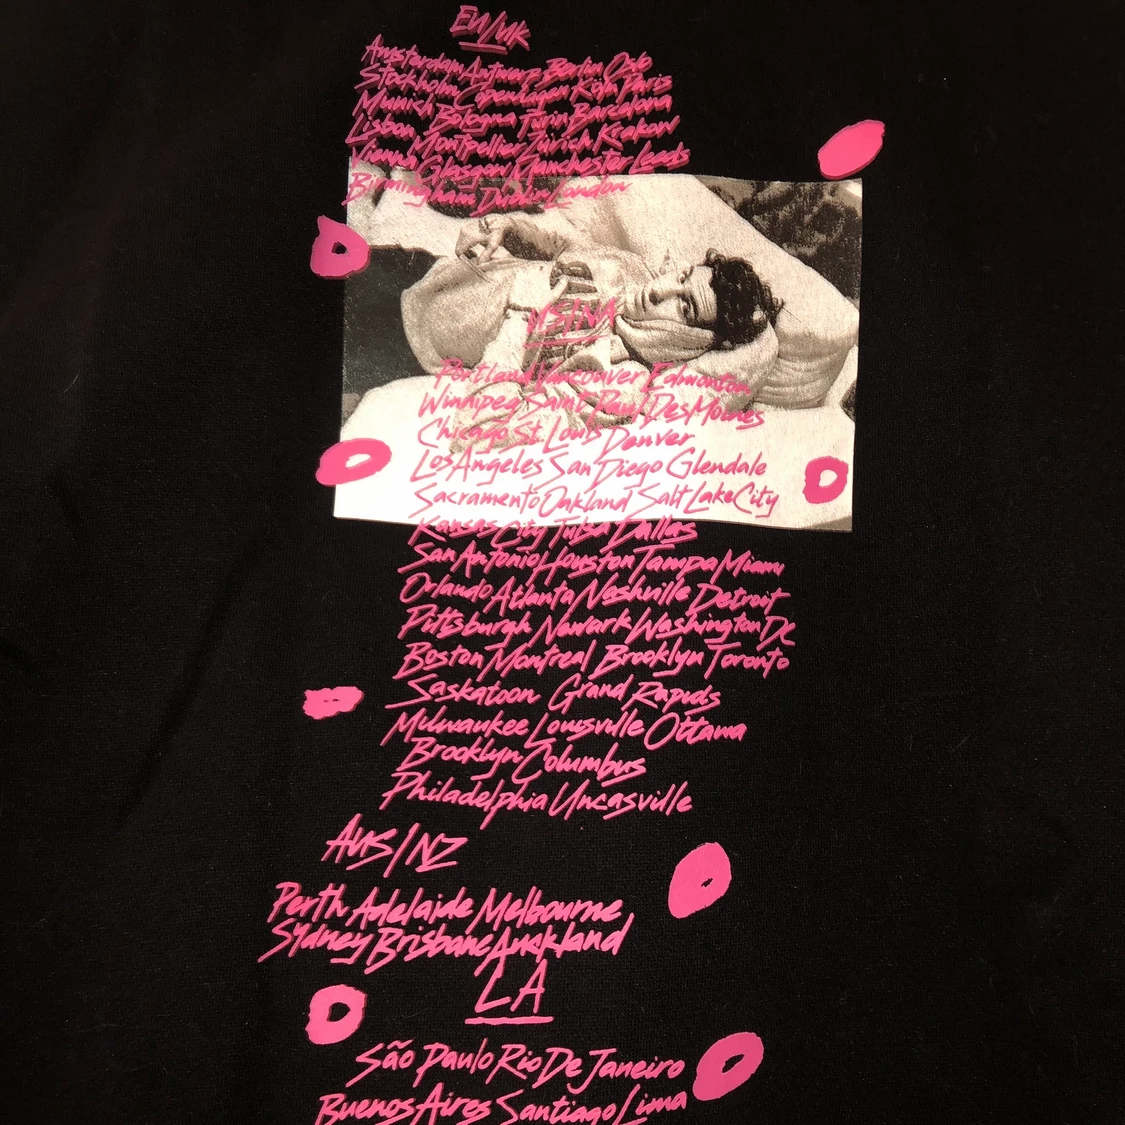 EU/UK
Amsterdam Antwerp Berlin Oslo
Stockholm Copenhagen Koln Paris
Munich Bologna Turin Barcelona
Lisbon Montpellier Zürich Krakow
Vienna Glasgow Manchester Leeds
Birmingham Dublin London
US/NA
Portland Vancouver Edmonton
Winnipeg Saint Paul Des Moines
Chicago St Louis Denver
Los Angeles San Diego Glendale
Sacramento Oakland Salt Lake City
Kansas City Tulsa Dallas
San Antonio Houston Tampa Miami
Orlando Atlanta Nashville Detroit
Pittsburgh Newark Washington DC
Boston Montreal Brooklyn Toronto
Saskatoon Grand Rapids
Milwaukee Louisville Ottawa
Brooklyn Columbus
Philadelphia Uncasville
AUS/NZ
Perth Adelaide Melbourne
Sydney Brisbane Auckland
LA
São Paulo Rio De Janeiro
Buenos Aires Santiago Lima